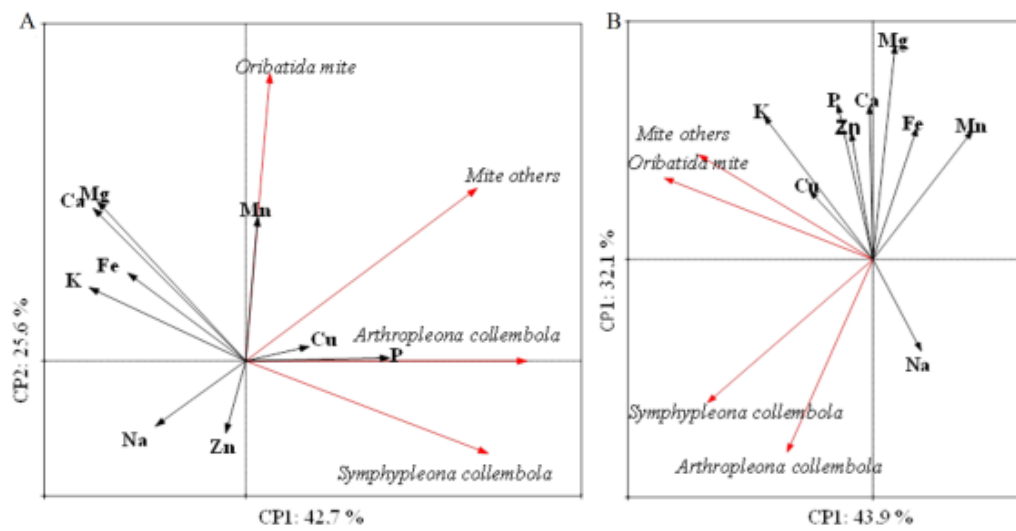 A
Oribatida mite
Mite others
Mg
Ca
Mn
Fe
K
Cu
Arthropleona collembola
P
Na
Zn
Symphypleona collembola
CP2: 25.6 %
CP1: 42.7 %
B
Mg
P
Ca
K
Zn
Fe
Mn
Mite others
Oribatida mite
Cu
Na
Symphypleona collembola
Arthropleona collembola
CP1: 32.1 %
CP1: 43.9 %